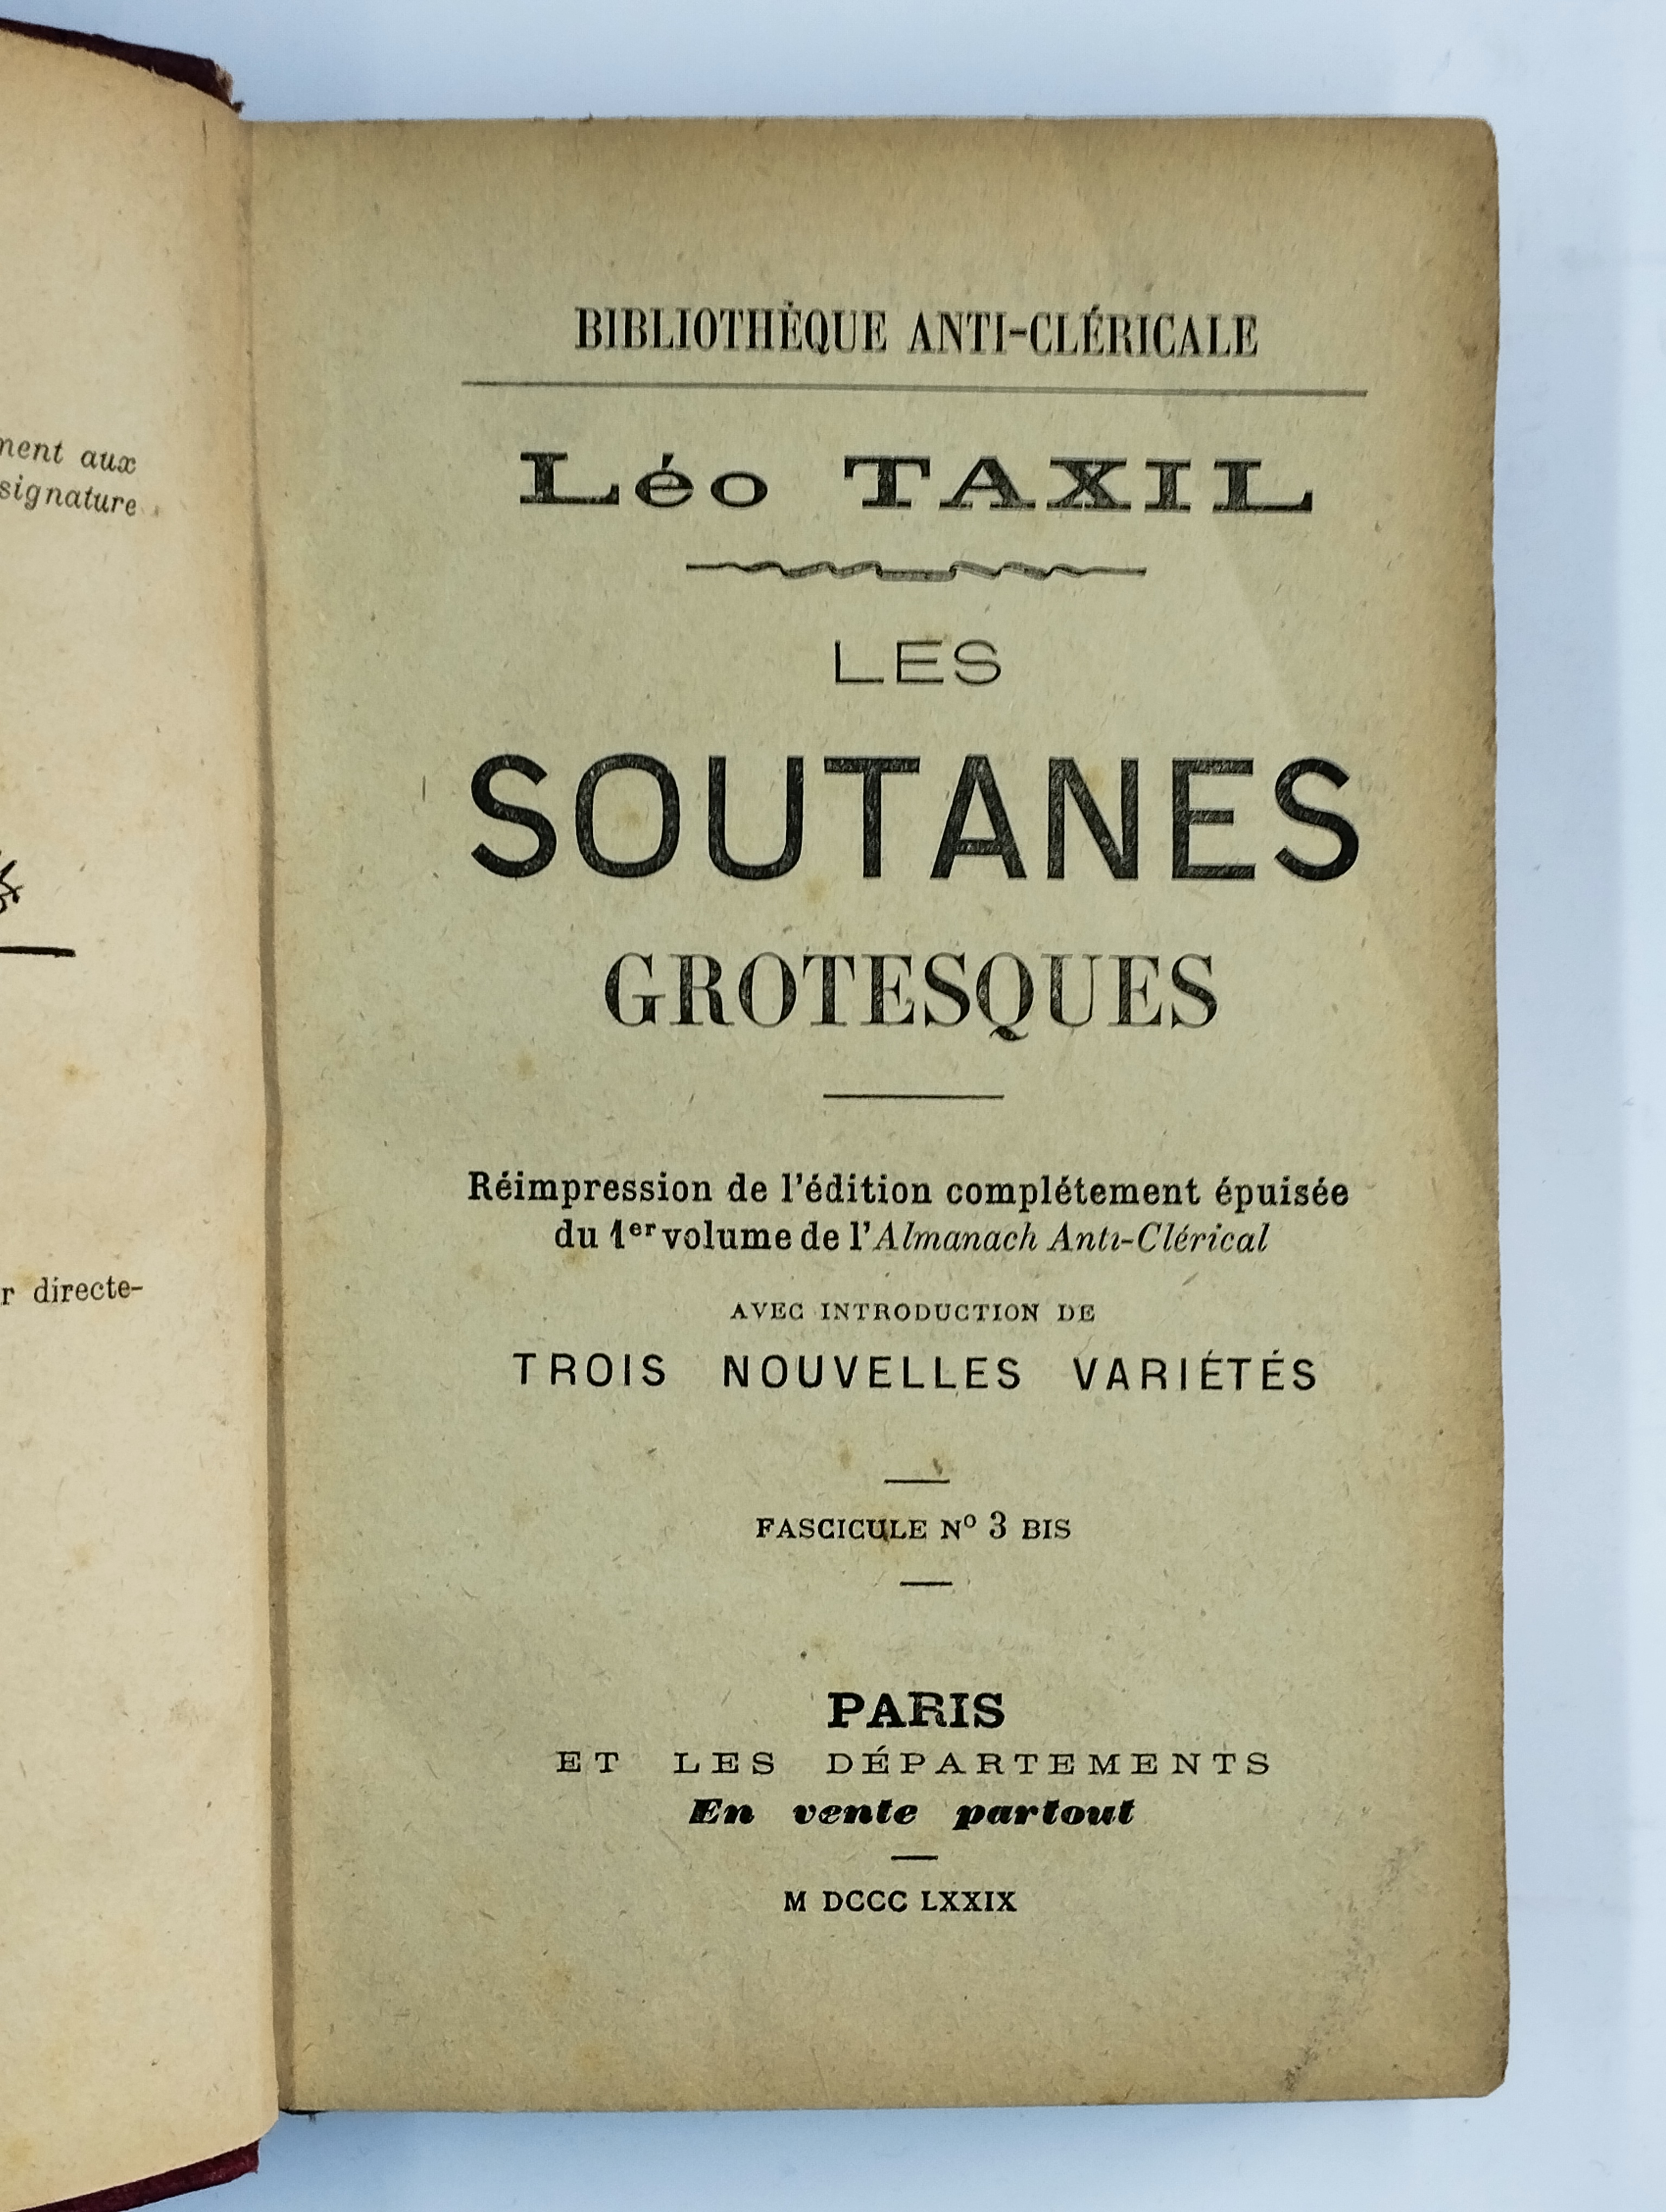 ment aux
signature
r directe-
BIBLIOTHÈQUE ANTI-CLÉRICALE
Léo TAXIL
LES
SOUTANES
GROTESQUES
Réimpression de l'édition complétement épuisée
du 1er volume de l'Almanach Anti-Clérical
AVEC INTRODUCTION DE
TROIS NOUVELLES VARIÉTÉS
FASCICULE Nº 3 BIS
PARIS
ET LES DÉPARTEMENTS
En vente partout
M DCCC LXXIX